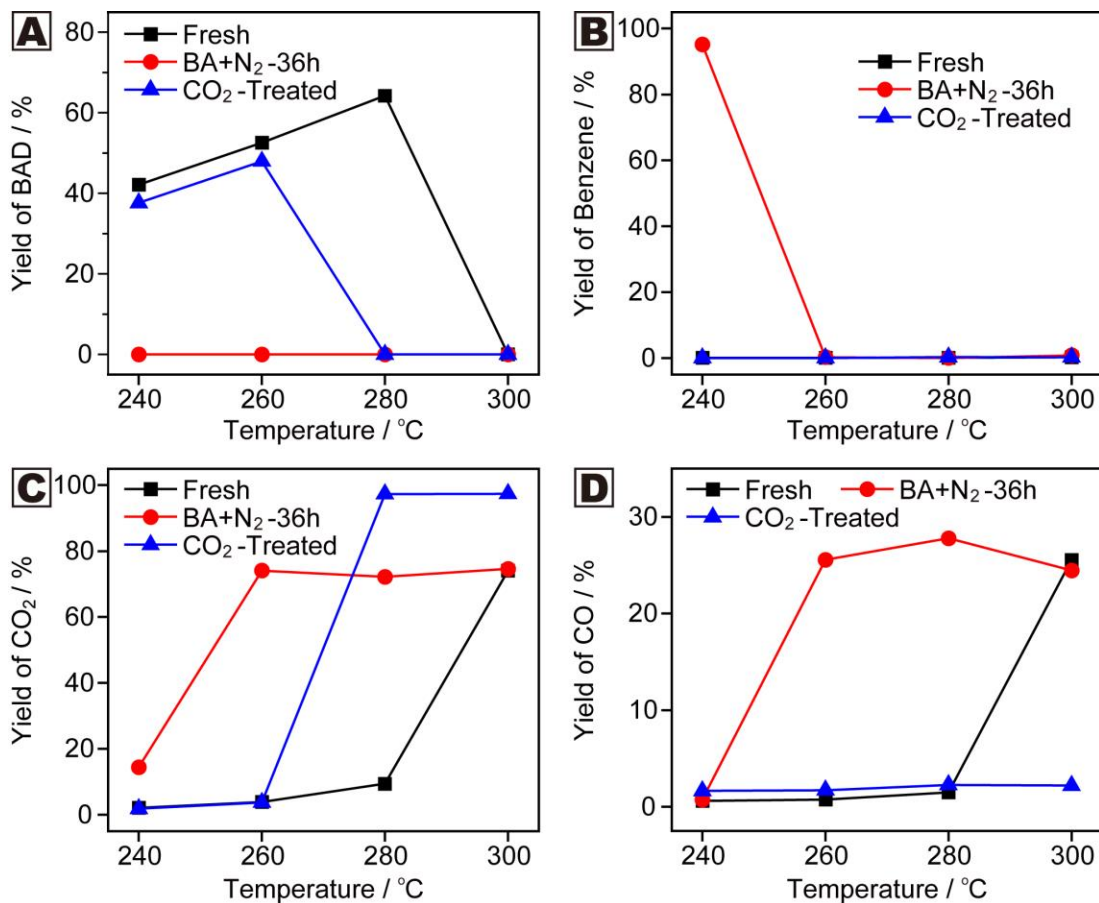 A
Yield of BAD / %
80
60
40
20
0
Fresh
BA+N₂-36h
CO₂-Treated
240 260 280 300
Temperature / °C
B
Yield of Benzene / %
100
80
60
40
20
0
Fresh
BA+N₂-36h
CO₂-Treated
240 260 280 300
Temperature / °C
C
Yield of CO₂ / %
100
80
60
40
20
0
Fresh
BA+N₂-36h
CO₂-Treated
240 260 280 300
Temperature / °C
D
Yield of CO / %
30
20
10
0
Fresh BA+N₂-36h
CO₂-Treated
240 260 280 300
Temperature / °C